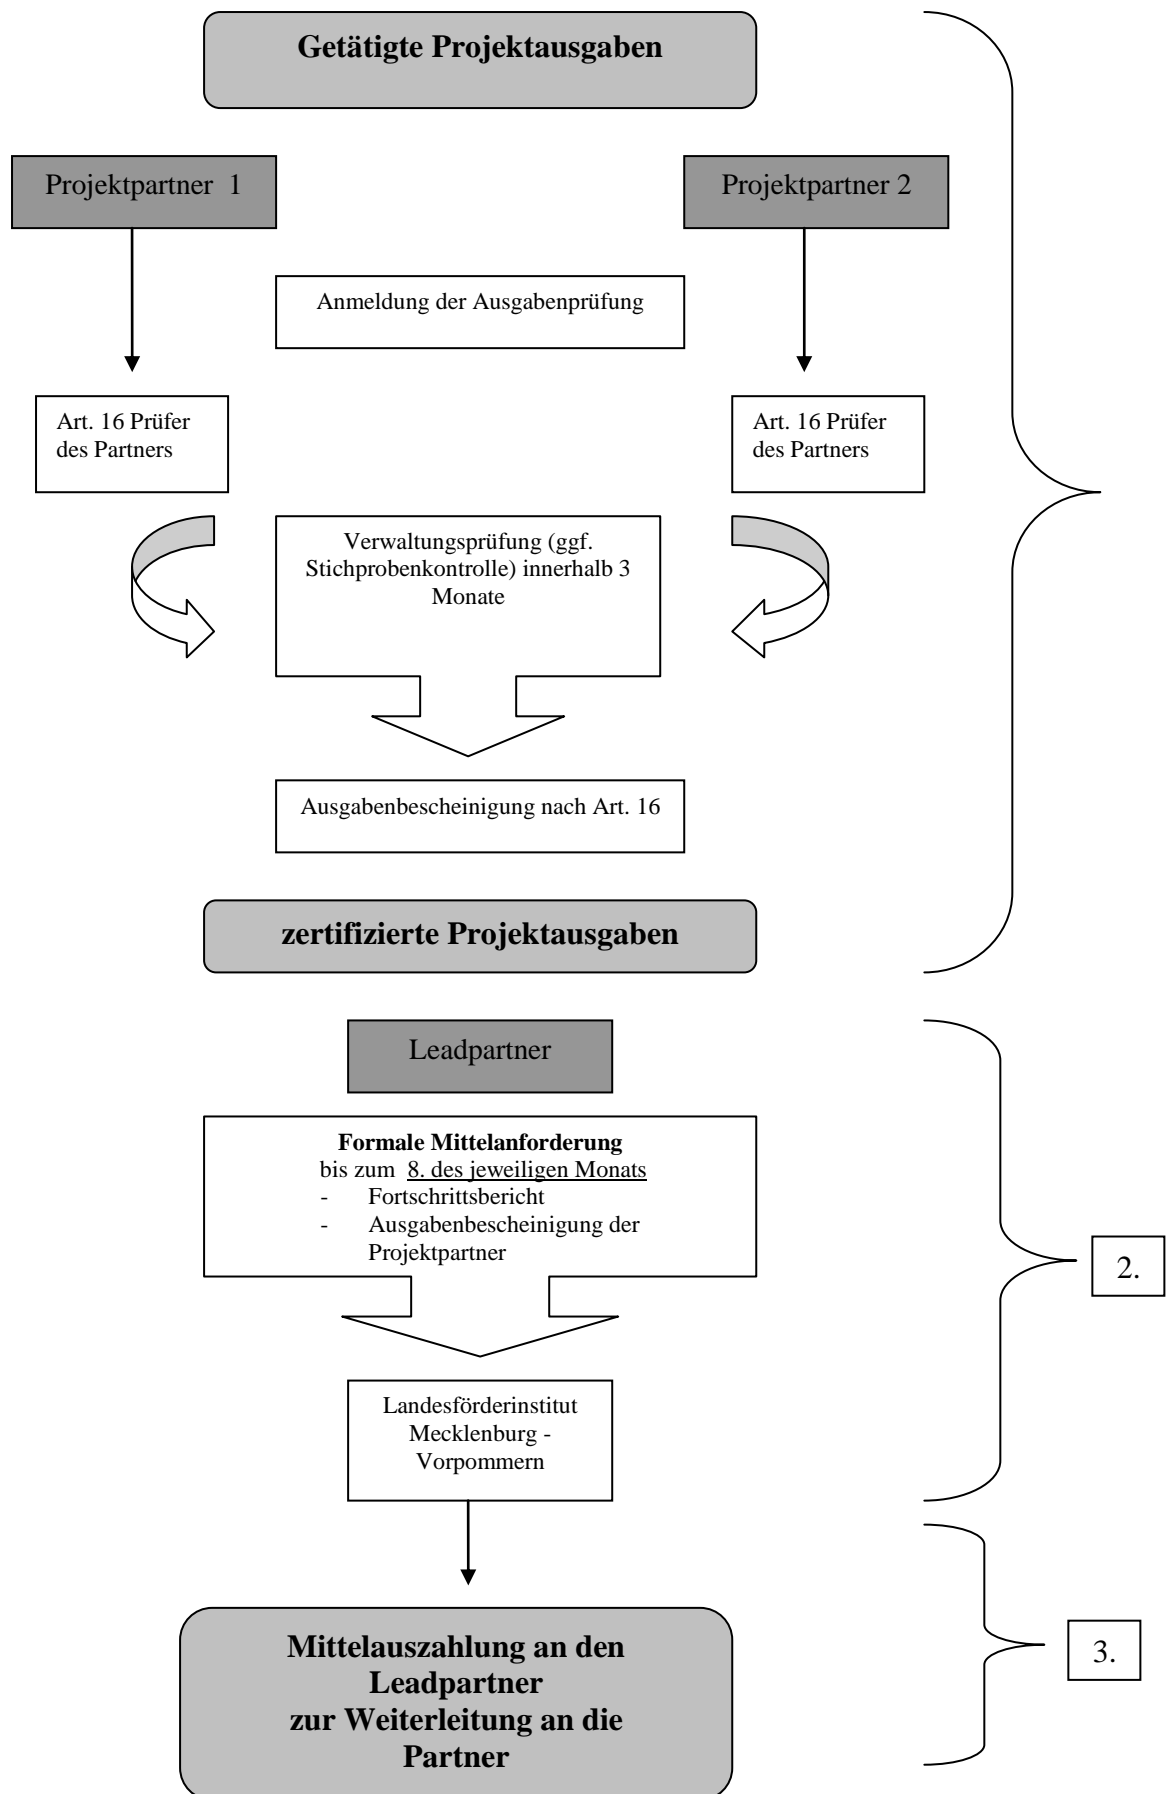 Getätigte Projektausgaben
Projektpartner 1
Projektpartner 2
Anmeldung der Ausgabenprüfung
Art. 16 Prüfer
des Partners
Art. 16 Prüfer
des Partners
Verwaltungsprüfung (ggf.
Stichprobenkontrolle) innerhalb 3
Monate
Ausgabenbescheinigung nach Art. 16
zertifizierte Projektausgaben
Leadpartner
Formale Mittelanforderung
bis zum 8. des jeweiligen Monats
- Fortschrittsbericht
- Ausgabenbescheinigung der
Projektpartner
2.
Landesförderinstitut
Mecklenburg -
Vorpommern
Mittelauszahlung an den
Leadpartner
zur Weiterleitung an die
Partner
3.